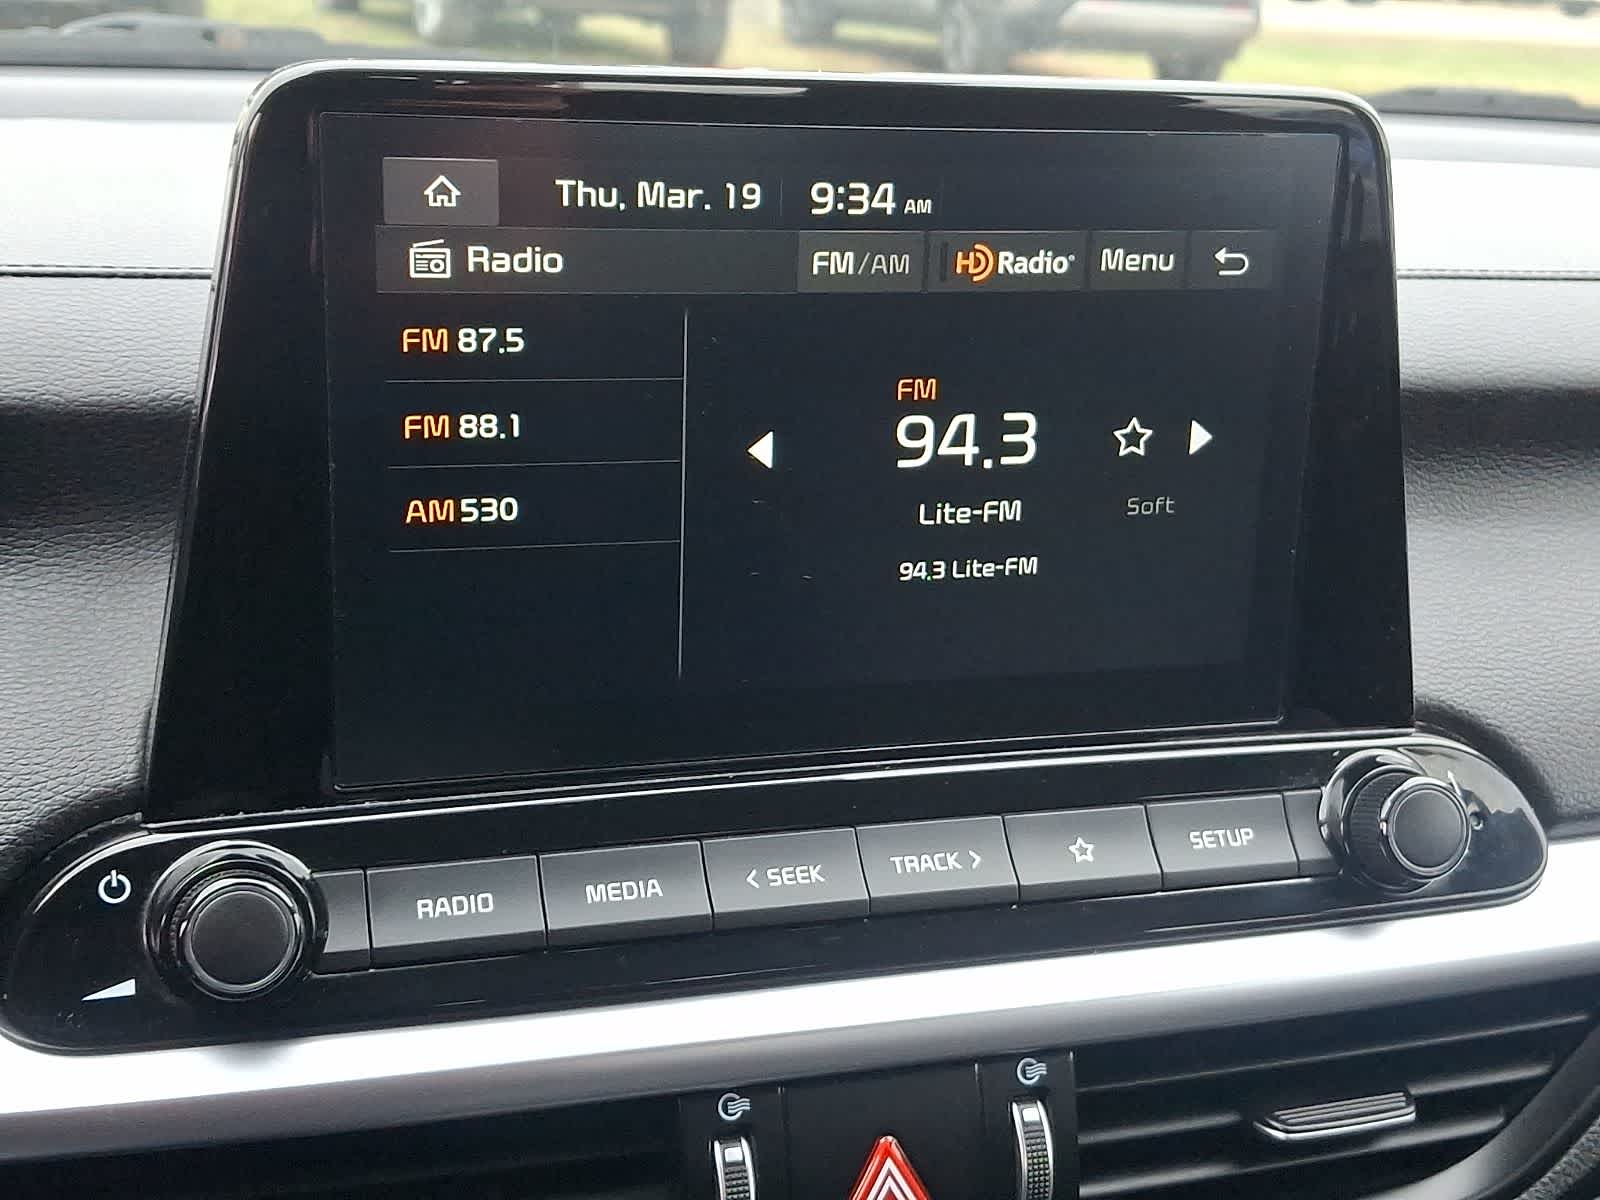 Thu, Mar. 19 9:34 AM
Radio FM/AM HD Radio® Menu
FM 87.5
FM 88.1
AM 530
FM
94.3
Lite-FM Soft
94.3 Lite-FM
RADIO MEDIA < SEEK TRACK > SETUP